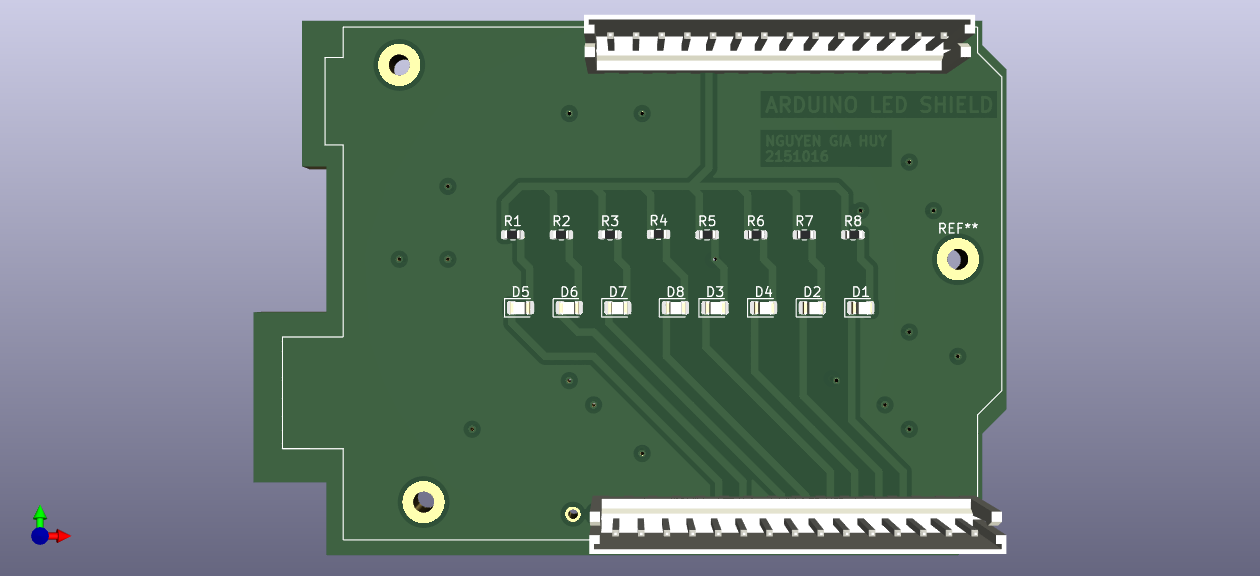 ARDUINO LED SHIELD
NGUYEN GIA HUY
2151016
R1 R2 R3 R4 R5 R6 R7 R8
REF**
D5 D6 D7 D8 D3 D4 D2 D1